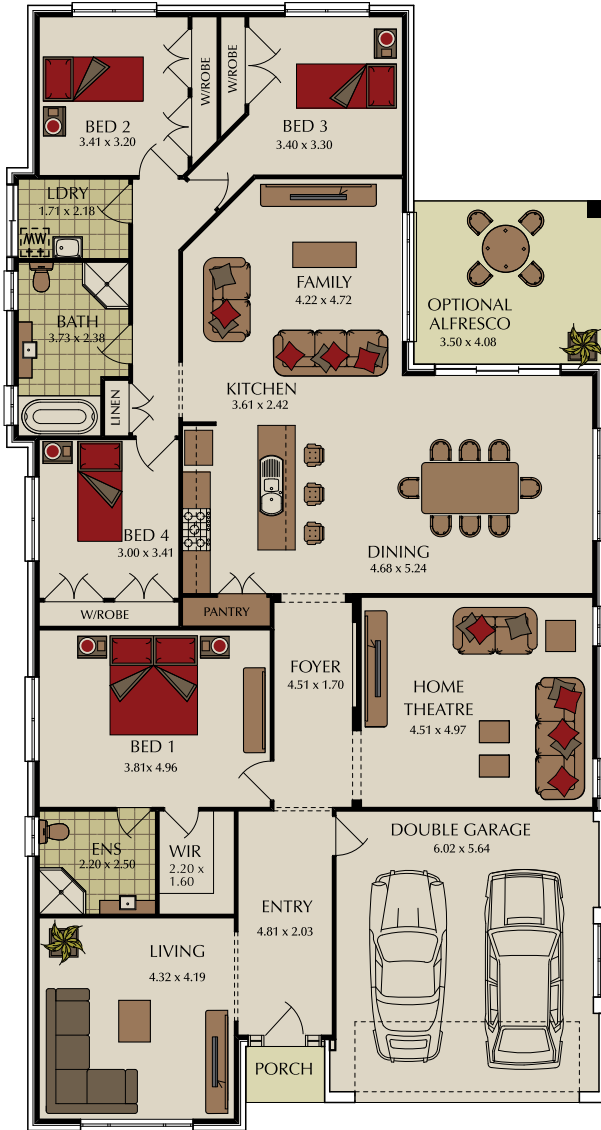 W/ROBE
W/ROBE
BED 2
3.41 x 3.20
BED 3
3.40 x 3.30
LDRY
1.71 x 2.18
MW
FAMILY
4.22 x 4.72
OPTIONAL
ALFRESCO
3.50 x 4.08
BATH
3.73 x 2.38
LINEN
KITCHEN
3.61 x 2.42
BED 4
3.00 x 3.41
DINING
4.68 x 5.24
W/ROBE
PANTRY
FOYER
4.51 x 1.70
HOME
THEATRE
4.51 x 4.97
BED 1
3.81x 4.96
ENS
2.20 x 2.50
WIR
2.20 x
1.60
DOUBLE GARAGE
6.02 x 5.64
ENTRY
4.81 x 2.03
LIVING
4.32 x 4.19
PORCH